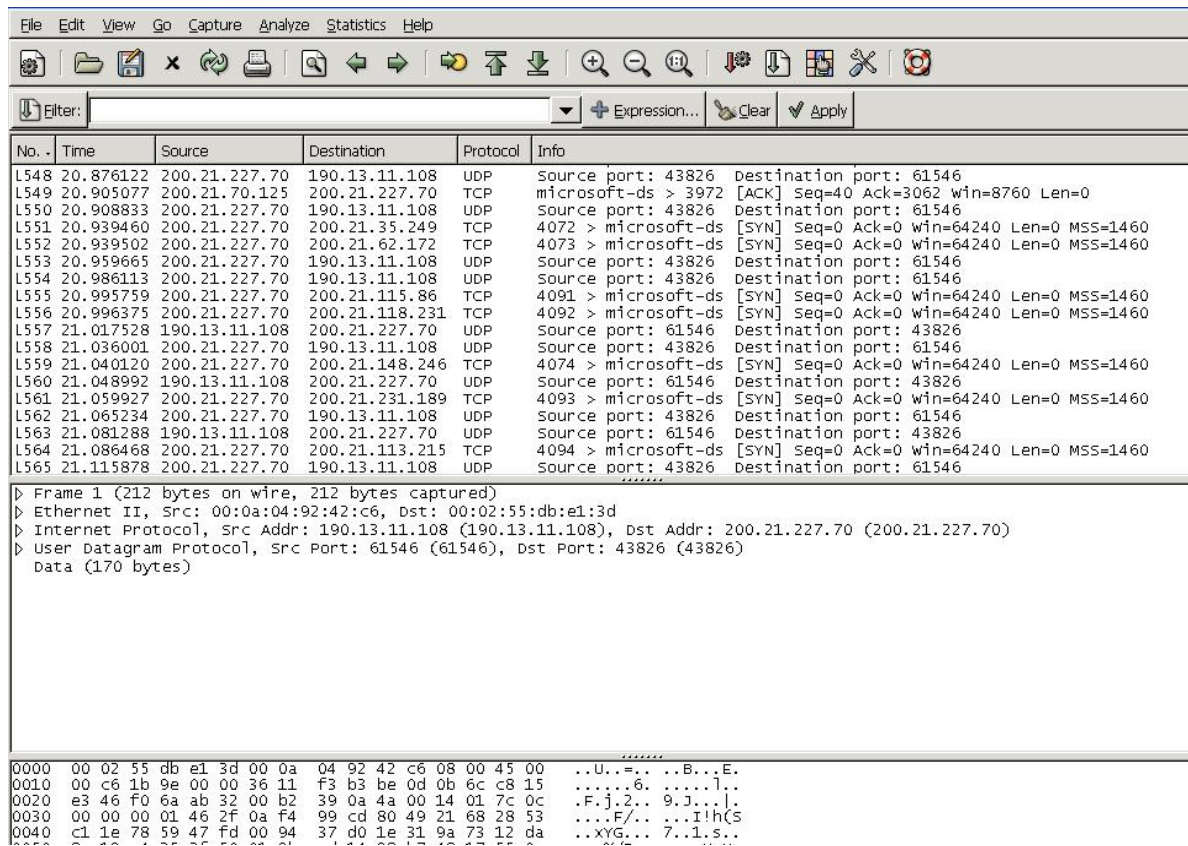 File Edit View Go Capture Analyze Statistics Help
Filter: Expression... Clear Apply
No. Time Source Destination Protocol Info
L548 20.876122 200.21.227.70 190.13.11.108 UDP Source port: 43826 Destination port: 61546
L549 20.905077 200.21.70.125 200.21.227.70 TCP microsoft-ds > 3972 [ACK] Seq=40 Ack=3062 Win=8760 Len=0
L550 20.908833 200.21.227.70 190.13.11.108 UDP Source port: 43826 Destination port: 61546
L551 20.939460 200.21.227.70 200.21.35.249 TCP 4072 > microsoft-ds [SYN] Seq=0 Ack=0 Win=64240 Len=0 MSS=1460
L552 20.939502 200.21.227.70 200.21.62.172 TCP 4073 > microsoft-ds [SYN] Seq=0 Ack=0 Win=64240 Len=0 MSS=1460
L553 20.959665 200.21.227.70 190.13.11.108 UDP Source port: 43826 Destination port: 61546
L554 20.986113 200.21.227.70 190.13.11.108 UDP Source port: 43826 Destination port: 61546
L555 20.995759 200.21.227.70 200.21.115.86 TCP 4091 > microsoft-ds [SYN] Seq=0 Ack=0 Win=64240 Len=0 MSS=1460
L556 20.996375 200.21.227.70 200.21.118.231 TCP 4092 > microsoft-ds [SYN] Seq=0 Ack=0 Win=64240 Len=0 MSS=1460
L557 21.017528 190.13.11.108 200.21.227.70 UDP Source port: 61546 Destination port: 43826
L558 21.036001 200.21.227.70 190.13.11.108 UDP Source port: 43826 Destination port: 61546
L559 21.040120 200.21.227.70 200.21.148.246 TCP 4074 > microsoft-ds [SYN] Seq=0 Ack=0 Win=64240 Len=0 MSS=1460
L560 21.048992 190.13.11.108 200.21.227.70 UDP Source port: 61546 Destination port: 43826
L561 21.059927 200.21.227.70 200.21.231.189 TCP 4093 > microsoft-ds [SYN] Seq=0 Ack=0 Win=64240 Len=0 MSS=1460
L562 21.065234 200.21.227.70 190.13.11.108 UDP Source port: 43826 Destination port: 61546
L563 21.081288 190.13.11.108 200.21.227.70 UDP Source port: 61546 Destination port: 43826
L564 21.086468 200.21.227.70 200.21.113.215 TCP 4094 > microsoft-ds [SYN] Seq=0 Ack=0 Win=64240 Len=0 MSS=1460
L565 21.115878 200.21.227.70 190.13.11.108 UDP Source port: 43826 Destination port: 61546
Frame 1 (212 bytes on wire, 212 bytes captured)
Ethernet II, Src: 00:0a:04:92:42:c6, Dst: 00:02:55:db:e1:3d
Internet Protocol, Src Addr: 190.13.11.108 (190.13.11.108), Dst Addr: 200.21.227.70 (200.21.227.70)
User Datagram Protocol, Src Port: 61546 (61546), Dst Port: 43826 (43826)
Data (170 bytes)
0000 00 02 55 db e1 3d 00 0a 04 92 42 c6 08 00 45 00 ..U..=.. ..B...E.
0010 00 c6 1b 9e 00 00 36 11 f3 b3 be 0d 0b 6c c8 15 ......6. .....l..
0020 e3 46 f0 6a ab 32 00 b2 39 0a 4a 00 14 01 7c 0c .F.j.2.. 9.J...|.
0030 00 00 00 01 46 2f 0a f4 99 cd 80 49 21 68 28 53 ....F/.. ...I!h(S
0040 c1 1e 78 59 47 fd 00 94 37 d0 1e 31 9a 73 12 da ..xYG... 7..1.s..